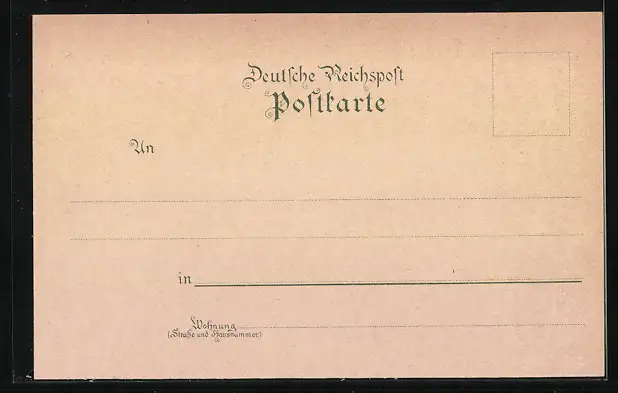 Deutsche Reichspost
Postkarte
An
in
Wohnung
(Straße und Hausnummer)